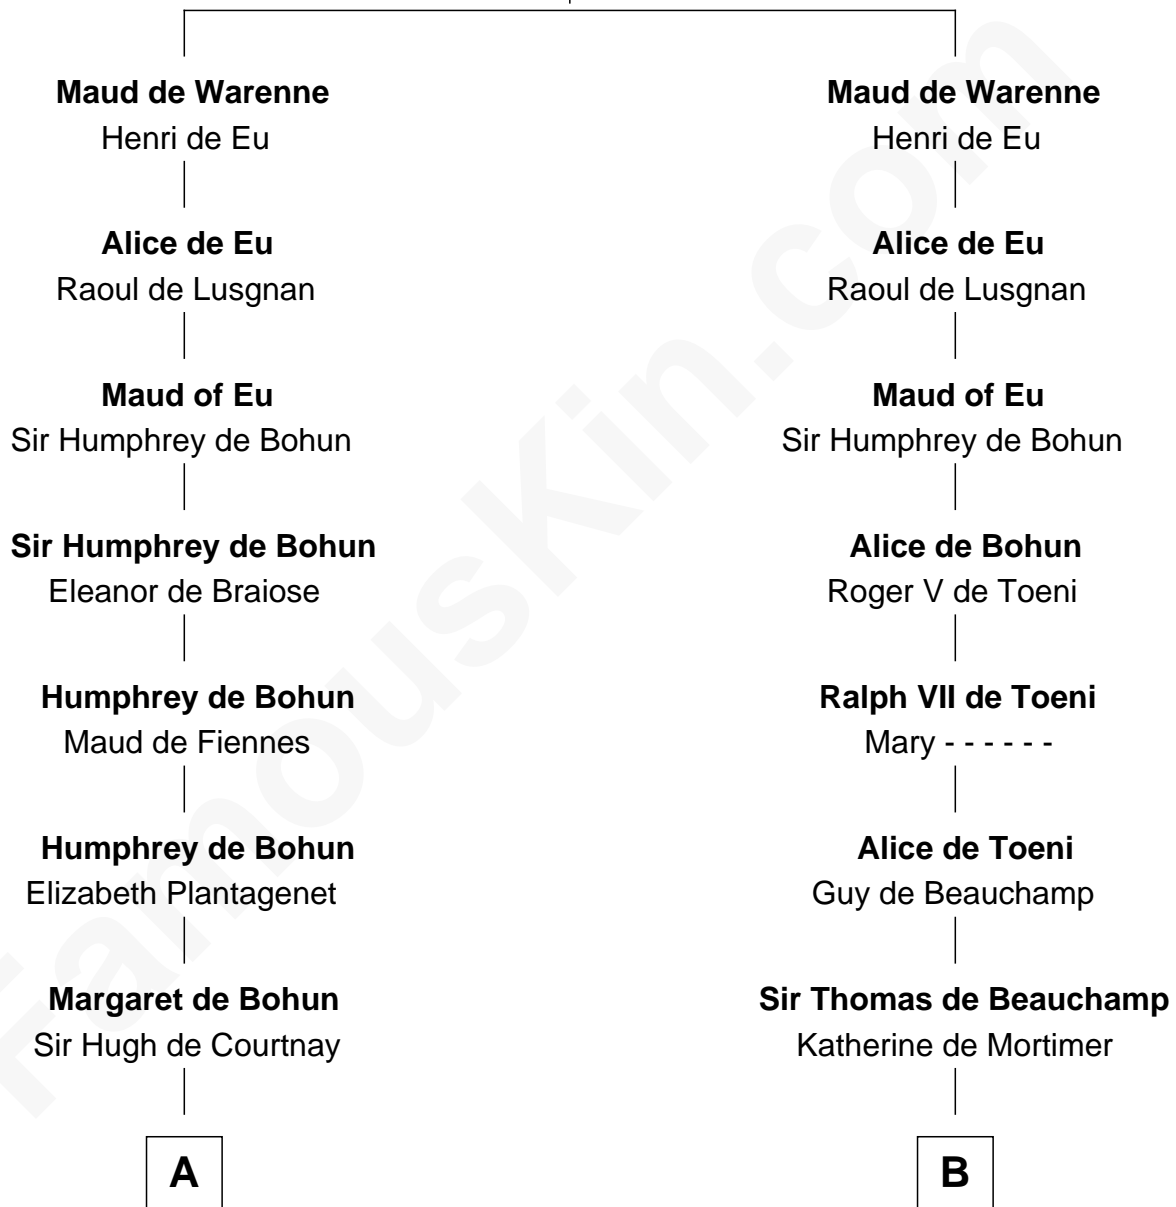 Maud de Warenne
Henri de Eu
Alice de Eu
Raoul de Lusgnan
Maud of Eu
Sir Humphrey de Bohun
Sir Humphrey de Bohun
Eleanor de Braiose
Humphrey de Bohun
Maud de Fiennes
Humphrey de Bohun
Elizabeth Plantagenet
Margaret de Bohun
Sir Hugh de Courtnay
A
Maud de Warenne
Henri de Eu
Alice de Eu
Raoul de Lusgnan
Maud of Eu
Sir Humphrey de Bohun
Alice de Bohun
Roger V de Toeni
Ralph VII de Toeni
Mary - - - - - -
Alice de Toeni
Guy de Beauchamp
Sir Thomas de Beauchamp
Katherine de Mortimer
B
FamousKin.com